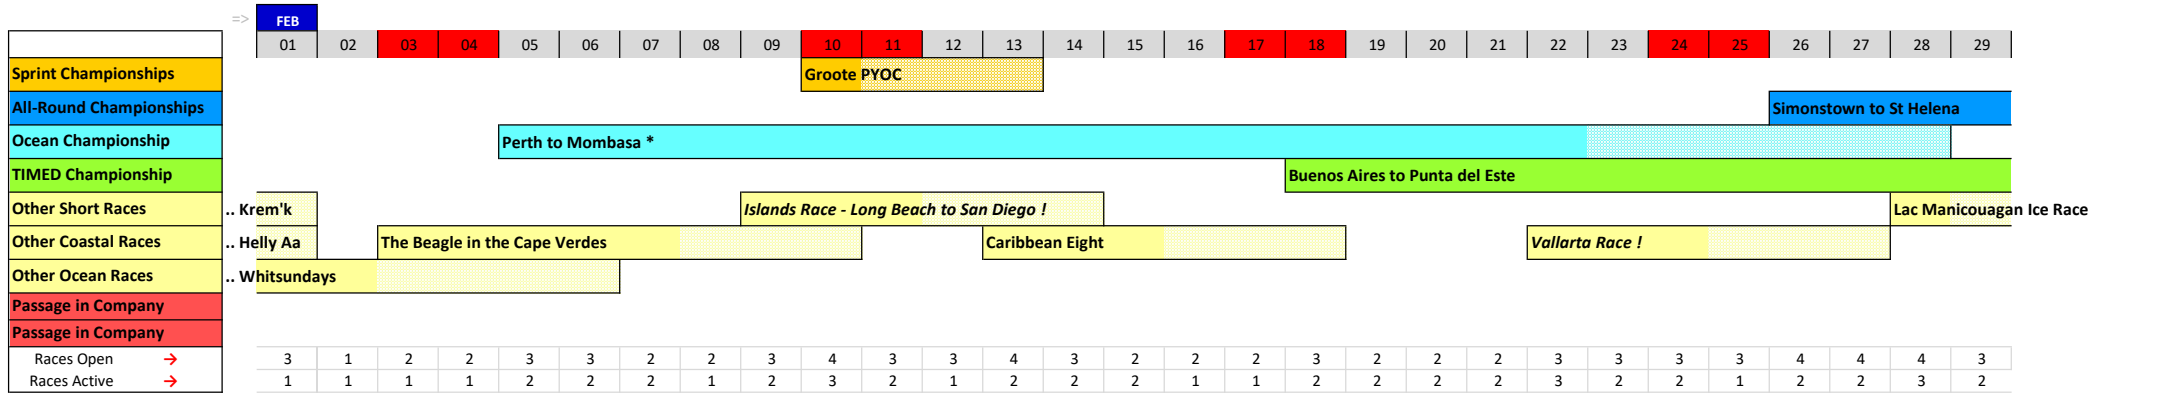 => FEB
01 02 03 04 05 06 07 08 09 10 11 12 13 14 15 16 17 18 19 20 21 22 23 24 25 26 27 28 29
Sprint Championships Groote PYOC
All-Round Championships Simonstown to St Helena
Ocean Championship Perth to Mombasa *
TIMED Championship Buenos Aires to Punta del Este
Other Short Races .. Krem'k Islands Race - Long Beach to San Diego ! Lac Manicouagan Ice Race
Other Coastal Races .. Helly Aa The Beagle in the Cape Verdes Caribbean Eight Vallarta Race !
Other Ocean Races .. Whitsundays
Passage in Company
Passage in Company
Races Open → 3 1 2 2 3 3 2 2 3 4 3 3 4 3 2 2 2 3 2 2 2 3 3 3 3 4 4 4 3
Races Active → 1 1 1 1 2 2 2 1 2 3 2 1 2 2 2 1 1 2 2 2 2 3 2 2 1 2 2 3 2